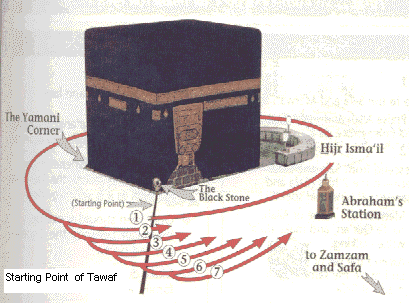 The Yamani
Corner
Hijr Isma‘il
The
Black Stone
(Starting Point)
Abraham's
Station
1
2
3
4
5
6
7
to Zamzam
and Safa
Starting Point of Tawaf